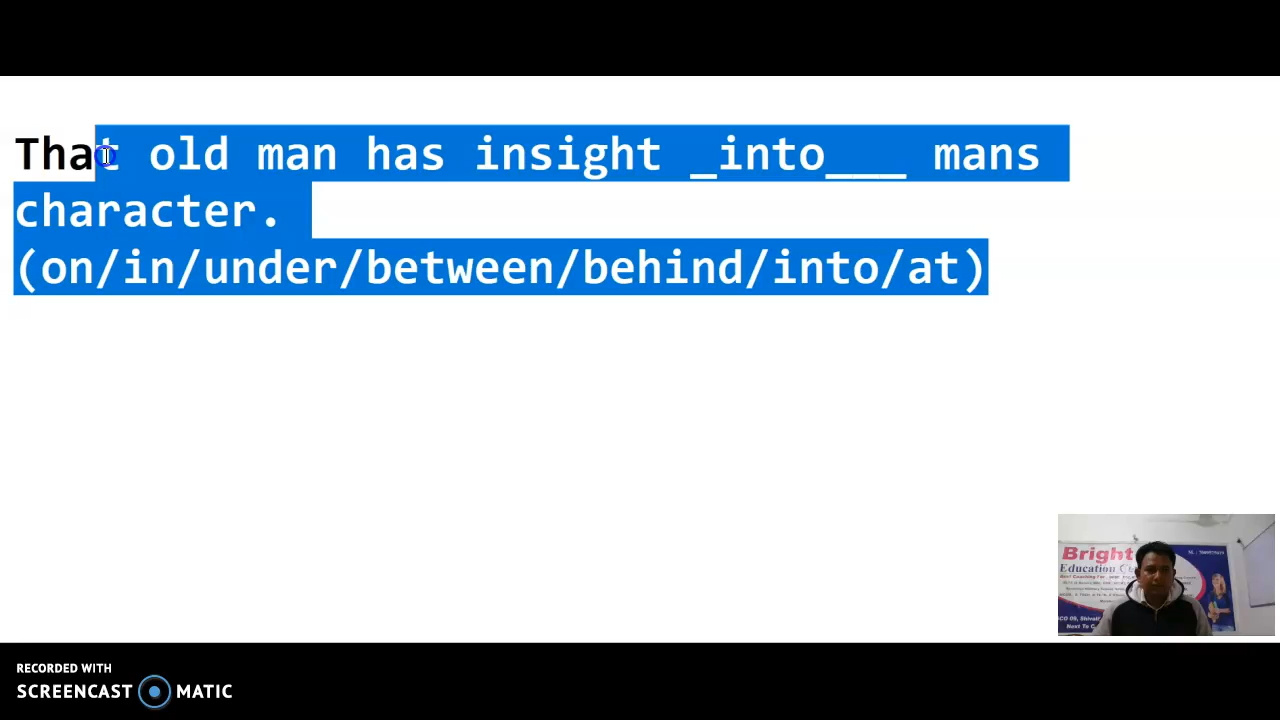 That old man has insight _into___ mans
character.
(on/in/under/between/behind/into/at)
Bright
Education
RECORDED WITH
SCREENCAST MATIC